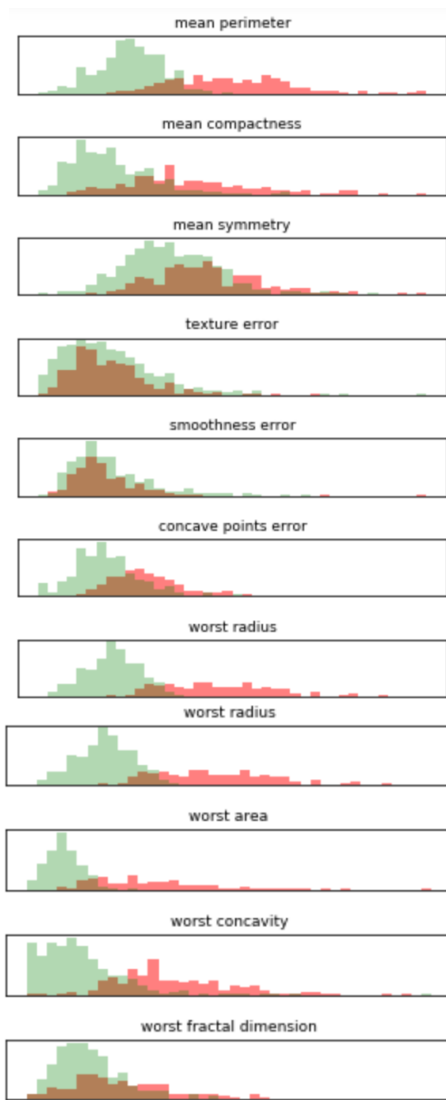 mean perimeter
mean compactness
mean symmetry
texture error
smoothness error
concave points error
worst radius
worst radius
worst area
worst concavity
worst fractal dimension